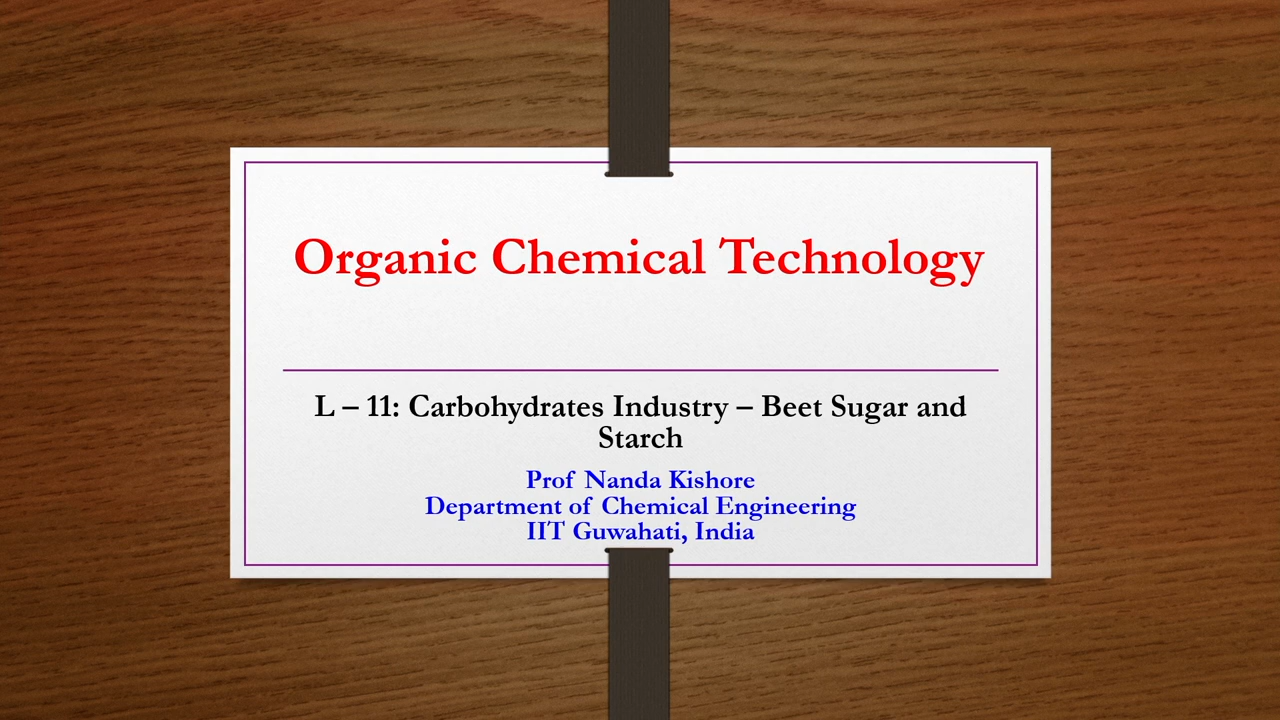 Organic Chemical Technology
L – 11: Carbohydrates Industry – Beet Sugar and
Starch
Prof Nanda Kishore
Department of Chemical Engineering
IIT Guwahati, India